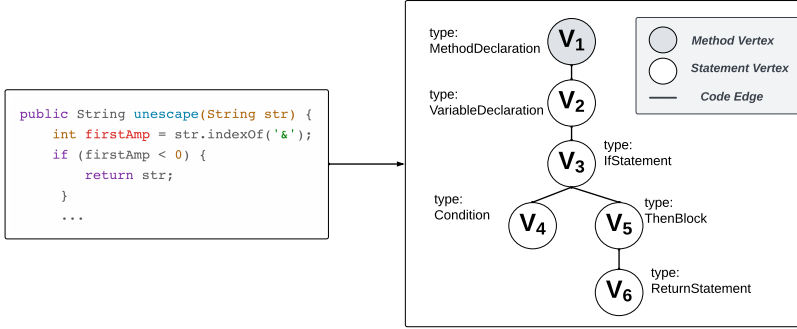 public String unescape(String str) {
int firstAmp = str.indexOf('&');
if (firstAmp < 0) {
return str;
}
...
type:
MethodDeclaration
V1
type:
VariableDeclaration
V2
V3
type:
IfStatement
type:
Condition
V4
V5
type:
ThenBlock
V6
type:
ReturnStatement
Method Vertex
Statement Vertex
Code Edge